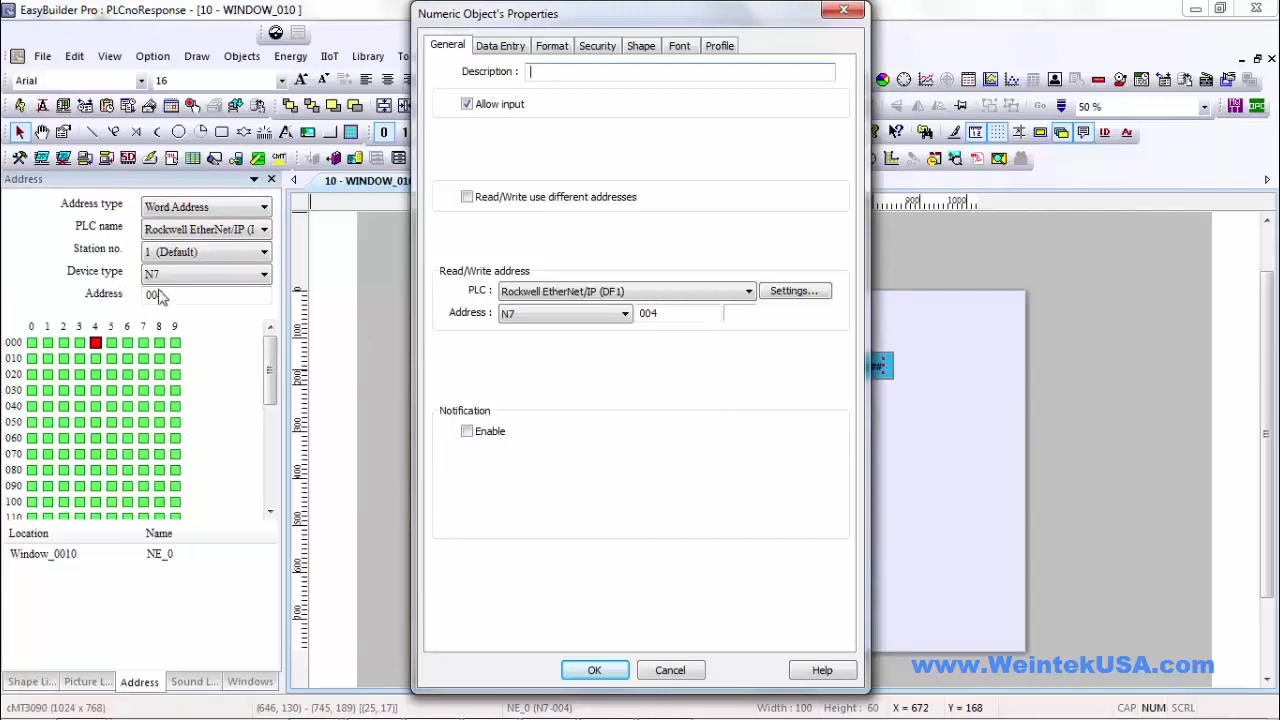 EasyBuilder Pro : PLCnoResponse - [10 - WINDOW_010 ]
File Edit View Option Draw Objects Energy IIoT Library
Arial 16
50 %
Address
10 - WINDOW_010
Address type Word Address
PLC name Rockwell EtherNet/IP (
Station no. 1 (Default)
Device type N7
Address 00
0 1 2 3 4 5 6 7 8 9
000
010
020
030
040
050
060
070
080
090
100
110
Location Name
Window_0010 NE_0
Shape Li... Picture L... Address Sound L... Windows
Numeric Object's Properties
General Data Entry Format Security Shape Font Profile
Description :
Allow input
Read/Write use different addresses
Read/Write address
PLC : Rockwell EtherNet/IP (DF1) Settings...
Address : N7 004
Notification
Enable
OK Cancel Help
900 1000
www.WeintekUSA.com
cMT3090 (1024 x 768) (646, 130) - (745, 189) [[25, 17]] NE_0 (N7-004) Width : 100 Height : 60 X = 672 Y = 168 CAP NUM SCRL